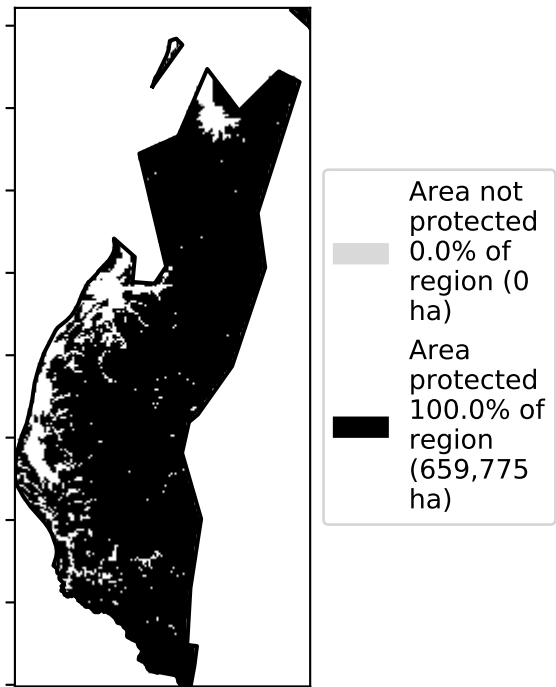 Area not
protected
0.0% of
region (0
ha)
Area
protected
100.0% of
region
(659,775
ha)